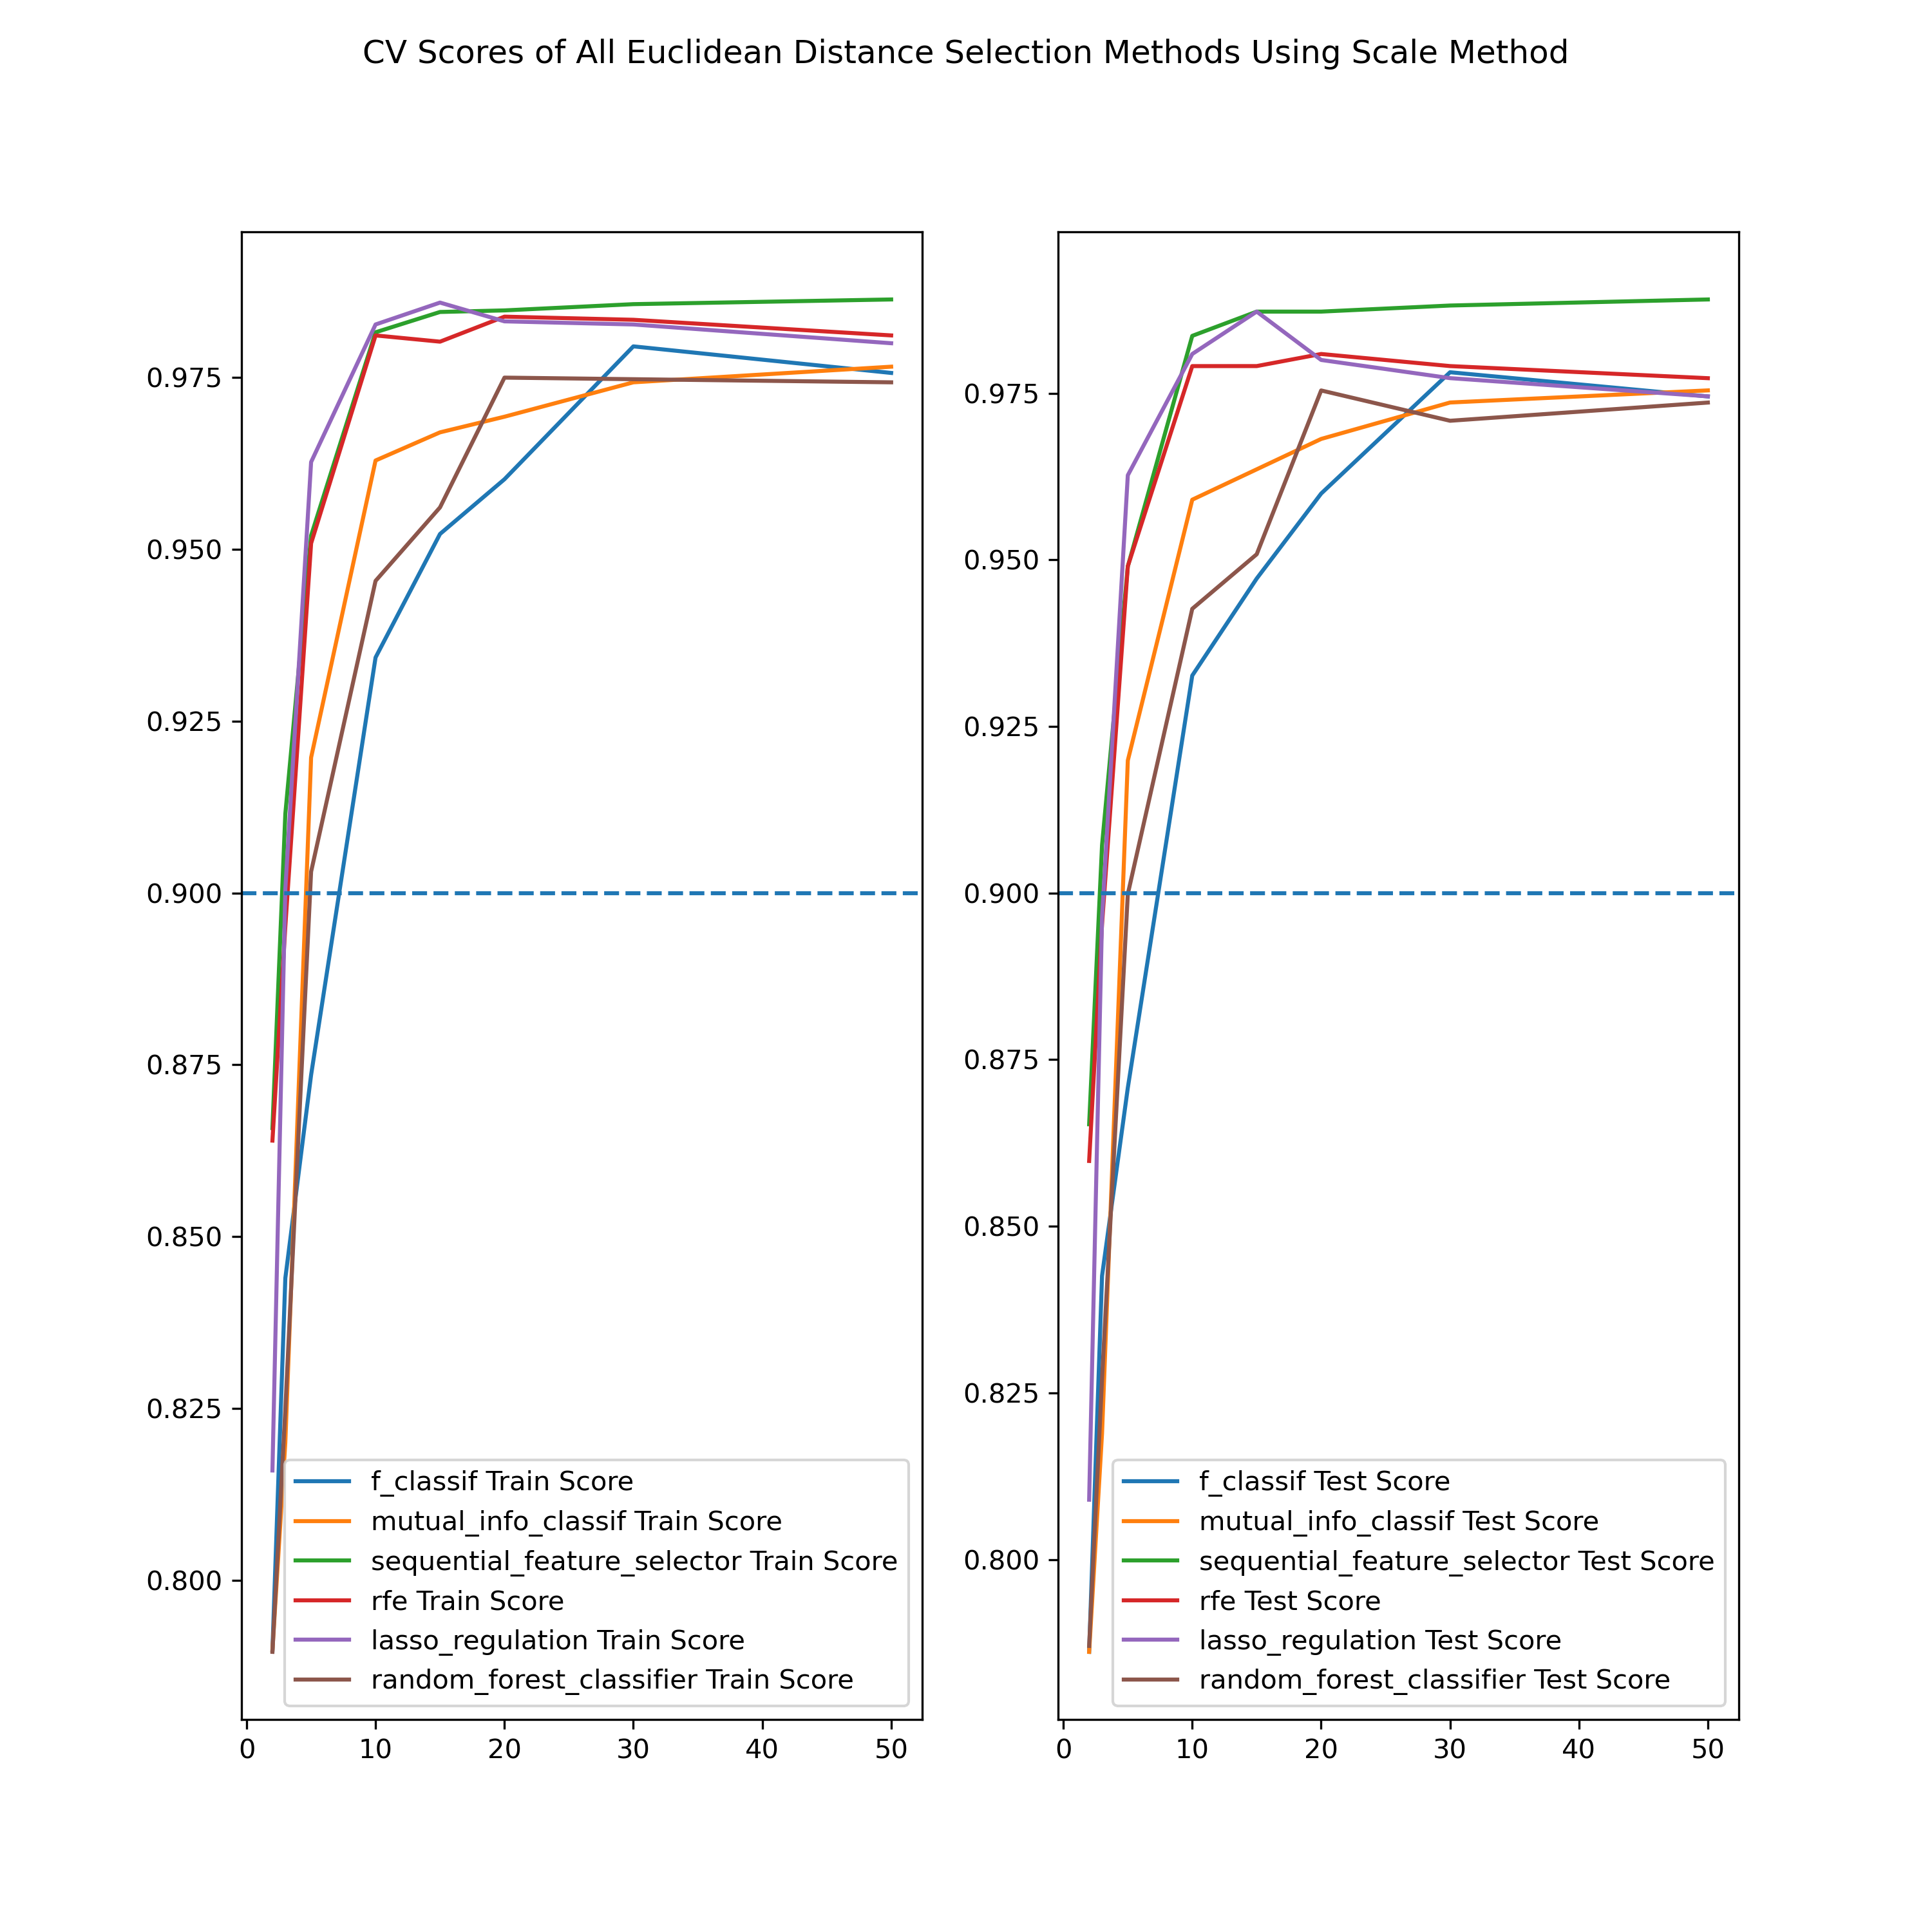 CV Scores of All Euclidean Distance Selection Methods Using Scale Method
0.975
0.950
0.925
0.900
0.875
0.850
0.825
0.800
f_classif Train Score
mutual_info_classif Train Score
sequential_feature_selector Train Score
rfe Train Score
lasso_regulation Train Score
random_forest_classifier Train Score
0 10 20 30 40 50
0.975
0.950
0.925
0.900
0.875
0.850
0.825
0.800
f_classif Test Score
mutual_info_classif Test Score
sequential_feature_selector Test Score
rfe Test Score
lasso_regulation Test Score
random_forest_classifier Test Score
0 10 20 30 40 50